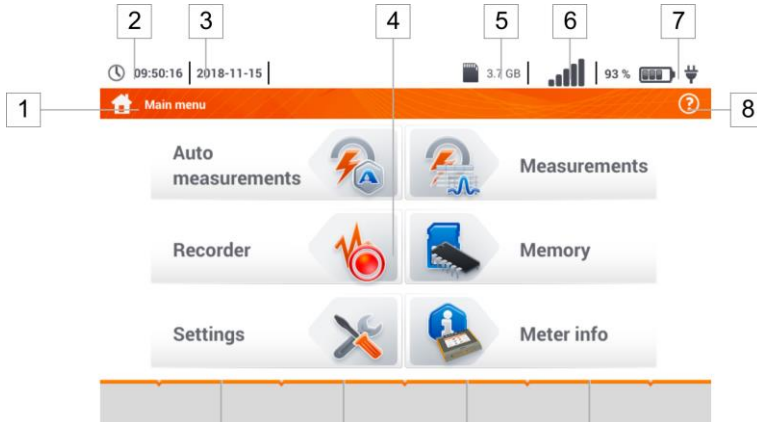 2 3 4 5 6 7
09:50:16 2018-11-15 3.7 GB 93 %
1 Main menu ? 8
Auto
measurements
Measurements
Recorder
Memory
Settings
Meter info